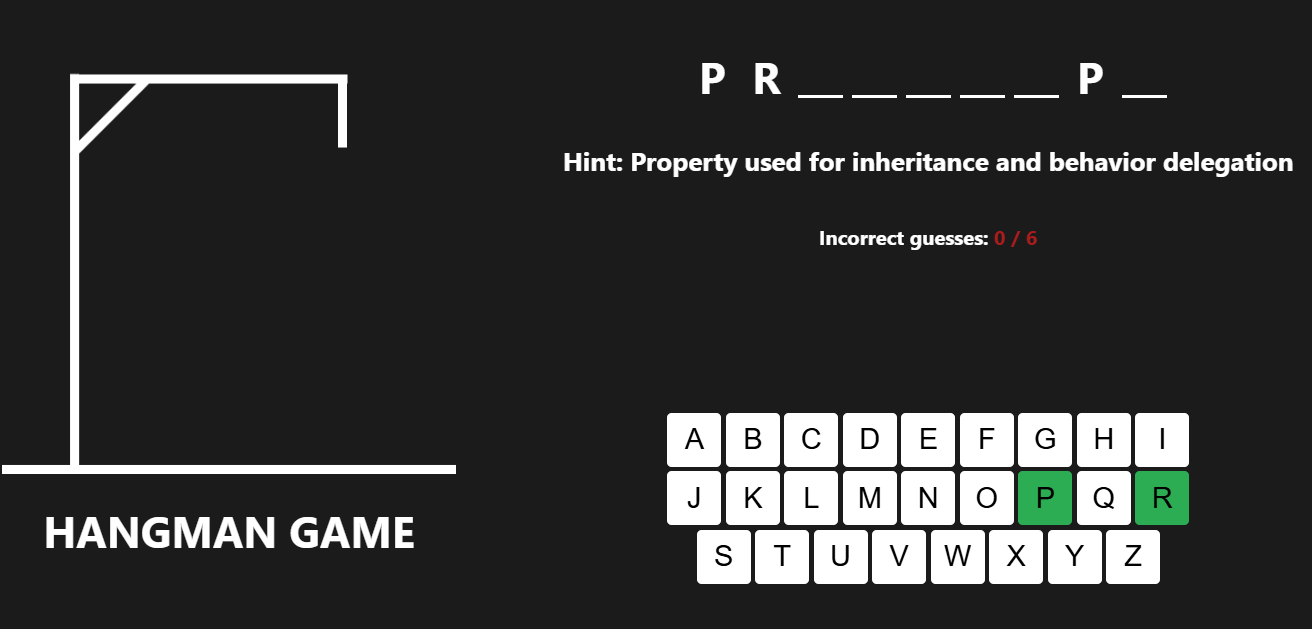 P R _ _ _ _ _ P _
Hint: Property used for inheritance and behavior delegation
Incorrect guesses: 0 / 6
A B C D E F G H I
J K L M N O P Q R
S T U V W X Y Z
HANGMAN GAME